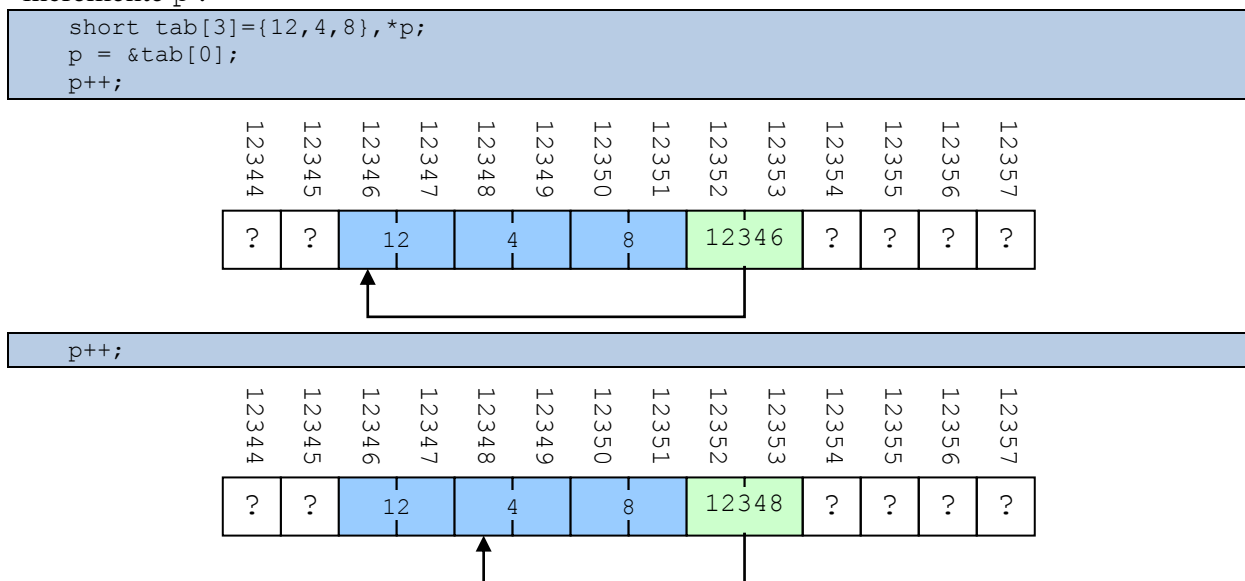 incrémente p :
short tab[3]={12,4,8},*p;
p = &tab[0];
p++;
12344 12345 12346 12347 12348 12349 12350 12351 12352 12353 12354 12355 12356 12357
? ? 12 4 8 12346 ? ? ? ?
p++;
12344 12345 12346 12347 12348 12349 12350 12351 12352 12353 12354 12355 12356 12357
? ? 12 4 8 12348 ? ? ? ?